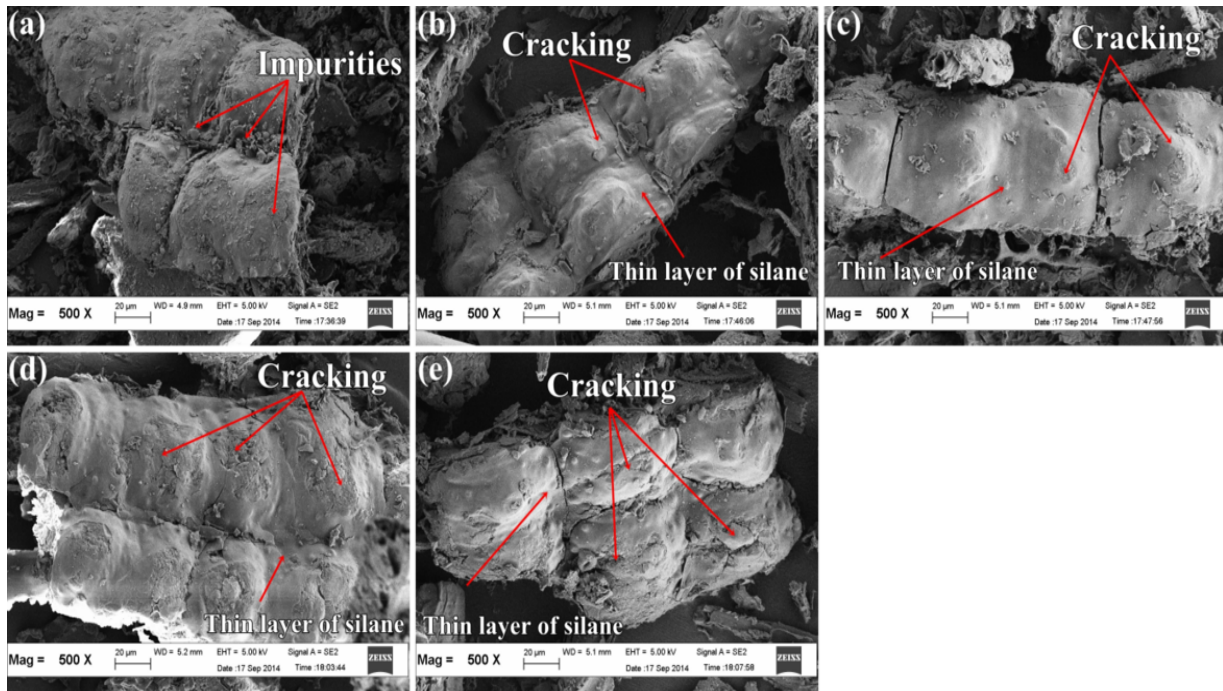 (a)
Impurities
Mag = 500 X
20 µm
WD = 4.9 mm
EHT = 5.00 kV
Signal A = SE2
Date :17 Sep 2014
Time :17:36:39
ZEISS
(b)
Cracking
Thin layer of silane
Mag = 500 X
20 µm
WD = 5.1 mm
EHT = 5.00 kV
Signal A = SE2
Date :17 Sep 2014
Time :17:46:06
ZEISS
(c)
Cracking
Thin layer of silane
Mag = 500 X
20 µm
WD = 5.1 mm
EHT = 5.00 kV
Signal A = SE2
Date :17 Sep 2014
Time :17:47:56
ZEISS
(d)
Cracking
Thin layer of silane
Mag = 500 X
20 µm
WD = 5.2 mm
EHT = 5.00 kV
Signal A = SE2
Date :17 Sep 2014
Time :18:03:44
ZEISS
(e)
Cracking
Thin layer of silane
Mag = 500 X
20 µm
WD = 5.1 mm
EHT = 5.00 kV
Signal A = SE2
Date :17 Sep 2014
Time :18:07:58
ZEISS